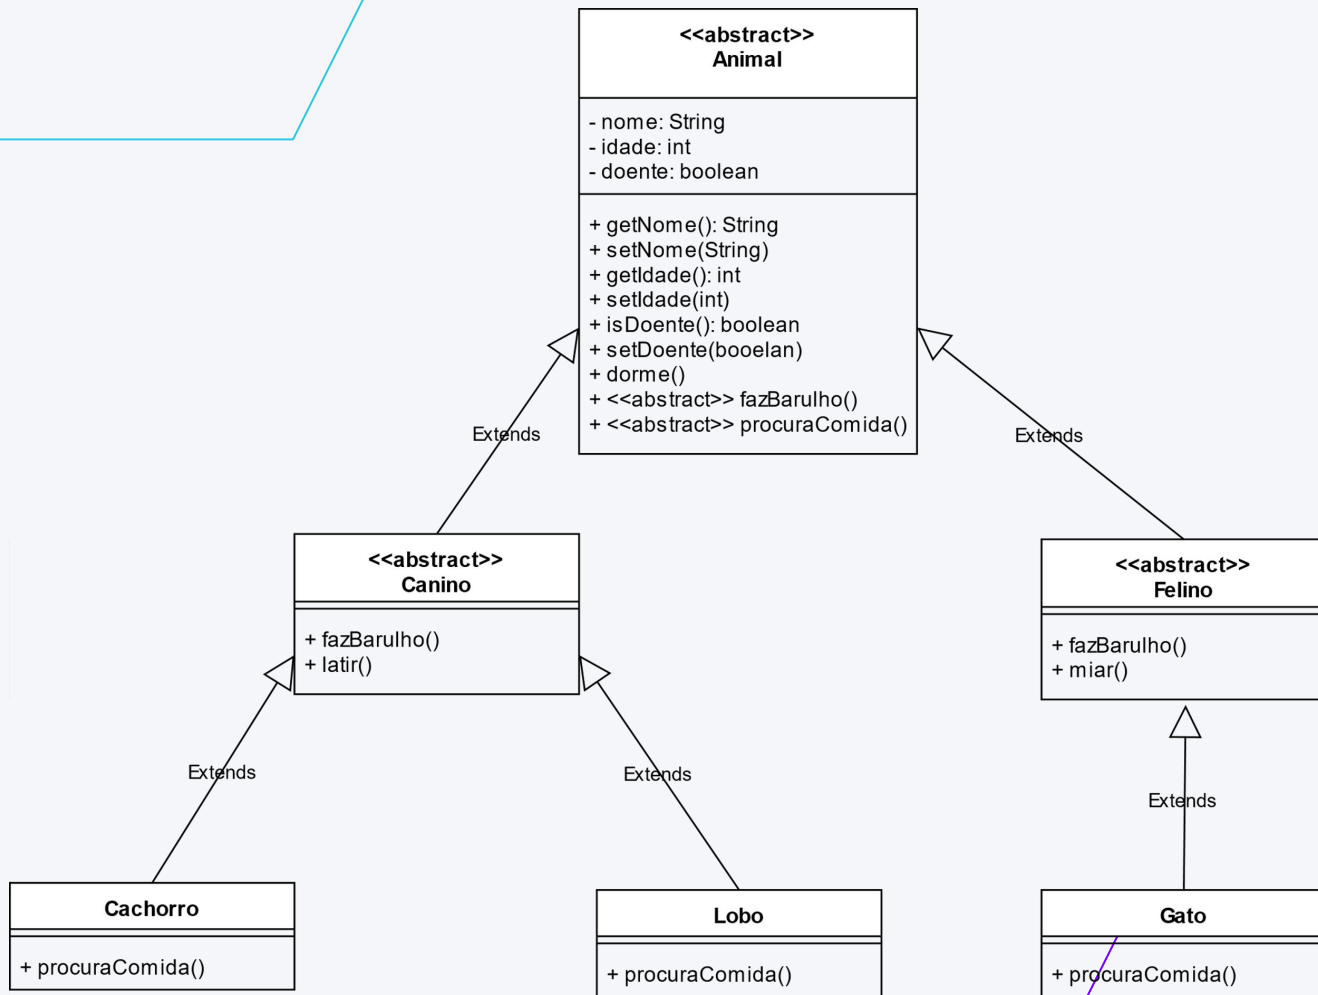 <<abstract>>
Animal
- nome: String
- idade: int
- doente: boolean
+ getNome(): String
+ setNome(String)
+ getIdade(): int
+ setIdade(int)
+ isDoente(): boolean
+ setDoente(booelan)
+ dorme()
+ <<abstract>> fazBarulho()
+ <<abstract>> procuraComida()
Extends
Extends
<<abstract>>
Canino
+ fazBarulho()
+ latir()
<<abstract>>
Felino
+ fazBarulho()
+ miar()
Extends
Extends
Extends
Cachorro
+ procuraComida()
Lobo
+ procuraComida()
Gato
+ procuraComida()